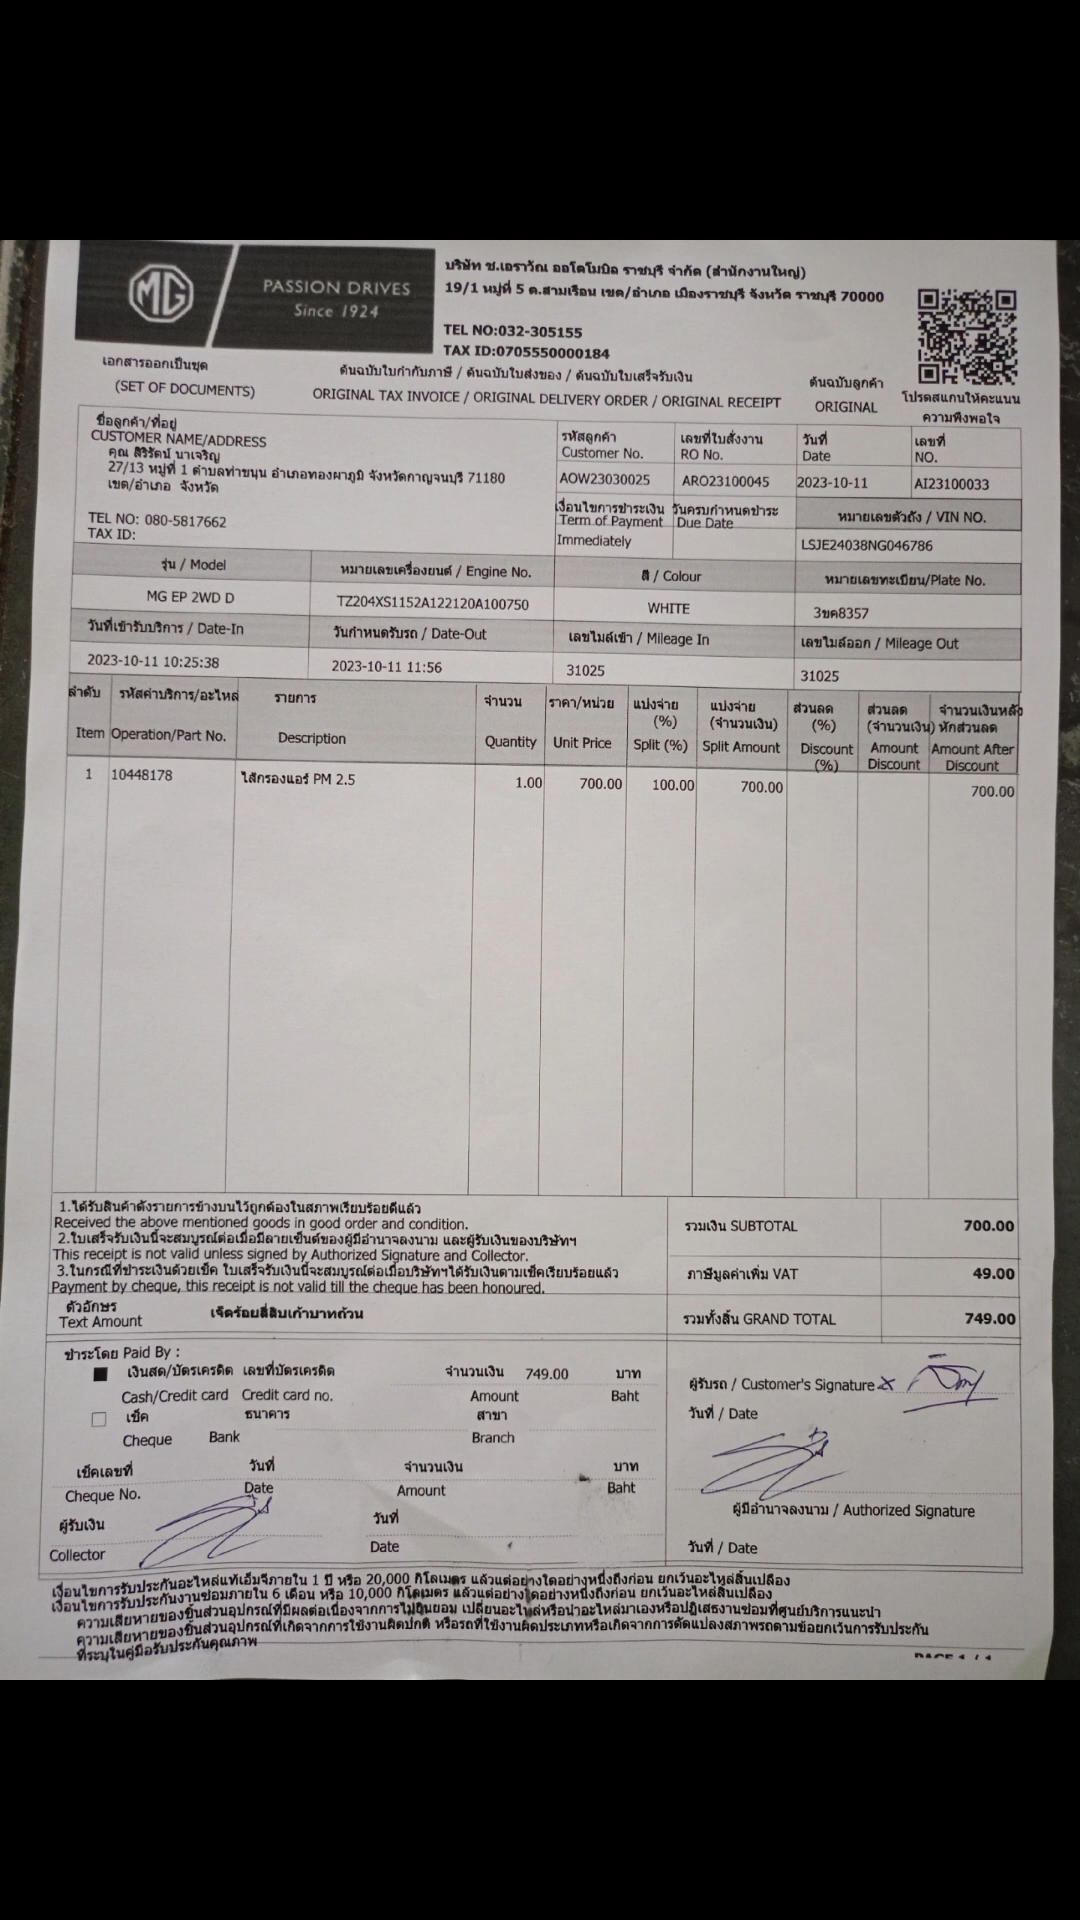 MG
PASSION DRIVES
Since 1924
บริษัท ช.เอราวัณ ออโตโมบิล ราชบุรี จำกัด (สำนักงานใหญ่)
19/1 หมู่ที่ 5 ต.สามเรือน เขต/อำเภอ เมืองราชบุรี จังหวัด ราชบุรี 70000
TEL NO:032-305155
TAX ID:0705550000184
เอกสารออกเป็นชุด
(SET OF DOCUMENTS)
ต้นฉบับใบกำกับภาษี / ต้นฉบับใบส่งของ / ต้นฉบับใบเสร็จรับเงิน
ORIGINAL TAX INVOICE / ORIGINAL DELIVERY ORDER / ORIGINAL RECEIPT
ต้นฉบับลูกค้า
ORIGINAL
โปรดสแกนให้คะแนน
ความพึงพอใจ
ชื่อลูกค้า/ที่อยู่
CUSTOMER NAME/ADDRESS
คุณ สิริรัตน์ นาเจริญ
27/13 หมู่ที่ 1 ตำบลท่าขนุน อำเภอทองผาภูมิ จังหวัดกาญจนบุรี 71180
เขต/อำเภอ จังหวัด
TEL NO: 080-5817662
TAX ID:
รหัสลูกค้า เลขที่ใบสั่งงาน วันที่ เลขที่
Customer No. RO No. Date NO.
AOW23030025 ARO23100045 2023-10-11 AI23100033
เงื่อนไขการชำระเงิน วันครบกำหนดชำระ หมายเลขตัวถัง / VIN NO.
Term of Payment Due Date
Immediately LSJE24038NG046786
รุ่น / Model หมายเลขเครื่องยนต์ / Engine No. สี / Colour หมายเลขทะเบียน/Plate No.
MG EP 2WD D TZ204XS1152A122120A100750 WHITE 3ขค8357
วันที่เข้ารับบริการ / Date-In วันกำหนดรับรถ / Date-Out เลขไมล์เข้า / Mileage In เลขไมล์ออก / Mileage Out
2023-10-11 10:25:38 2023-10-11 11:56 31025 31025
ลำดับ รหัสค่าบริการ/อะไหล่ รายการ จำนวน ราคา/หน่วย แบ่งจ่าย (%) แบ่งจ่าย (จำนวนเงิน) ส่วนลด (%) ส่วนลด (จำนวนเงิน) จำนวนเงินหลังหักส่วนลด
Item Operation/Part No. Description Quantity Unit Price Split (%) Split Amount Discount (%) Amount Discount Amount After Discount
1 10448178 ไส้กรองแอร์ PM 2.5 1.00 700.00 100.00 700.00 700.00
1.ได้รับสินค้าดังรายการข้างบนไว้ถูกต้องในสภาพเรียบร้อยดีแล้ว
Received the above mentioned goods in good order and condition.
2.ใบเสร็จรับเงินนี้จะสมบูรณ์ต่อเมื่อมีลายเซ็นต์ของผู้มีอำนาจลงนาม และผู้รับเงินของบริษัทฯ
This receipt is not valid unless signed by Authorized Signature and Collector.
3.ในกรณีที่ชำระเงินด้วยเช็ค ใบเสร็จรับเงินนี้จะสมบูรณ์ต่อเมื่อบริษัทฯได้รับเงินตามเช็คเรียบร้อยแล้ว
Payment by cheque, this receipt is not valid till the cheque has been honoured.
รวมเงิน SUBTOTAL 700.00
ภาษีมูลค่าเพิ่ม VAT 49.00
รวมทั้งสิ้น GRAND TOTAL 749.00
ตัวอักษร
Text Amount
เจ็ดร้อยสี่สิบเก้าบาทถ้วน
ชำระโดย Paid By :
เงินสด/บัตรเครดิต เลขที่บัตรเครดิต จำนวนเงิน 749.00 บาท
Cash/Credit card Credit card no. Amount Baht
เช็ค ธนาคาร สาขา
Cheque Bank Branch
เช็คเลขที่ วันที่ จำนวนเงิน บาท
Cheque No. Date Amount Baht
ผู้รับเงิน วันที่
Collector Date
ผู้รับรถ / Customer's Signature
วันที่ / Date
ผู้มีอำนาจลงนาม / Authorized Signature
วันที่ / Date
เงื่อนไขการรับประกันอะไหล่แท้เอ็มจีภายใน 1 ปี หรือ 20,000 กิโลเมตร แล้วแต่อย่างใดอย่างหนึ่งถึงก่อน ยกเว้นอะไหล่สิ้นเปลือง
เงื่อนไขการรับประกันงานซ่อมภายใน 6 เดือน หรือ 10,000 กิโลเมตร แล้วแต่อย่างใดอย่างหนึ่งถึงก่อน ยกเว้นอะไหล่สิ้นเปลือง
ความเสียหายของชิ้นส่วนอุปกรณ์ที่มีผลต่อเนื่องจากการไม่ยินยอม เปลี่ยนอะไหล่หรือนำอะไหล่มาเองหรือปฏิเสธงานซ่อมที่ศูนย์บริการแนะนำ
ความเสียหายของชิ้นส่วนอุปกรณ์ที่เกิดจากการใช้งานผิดปกติ หรือรถที่ใช้งานผิดประเภทหรือเกิดจากการดัดแปลงสภาพรถตามข้อยกเว้นการรับประกัน
ที่ระบุในคู่มือรับประกันคุณภาพ